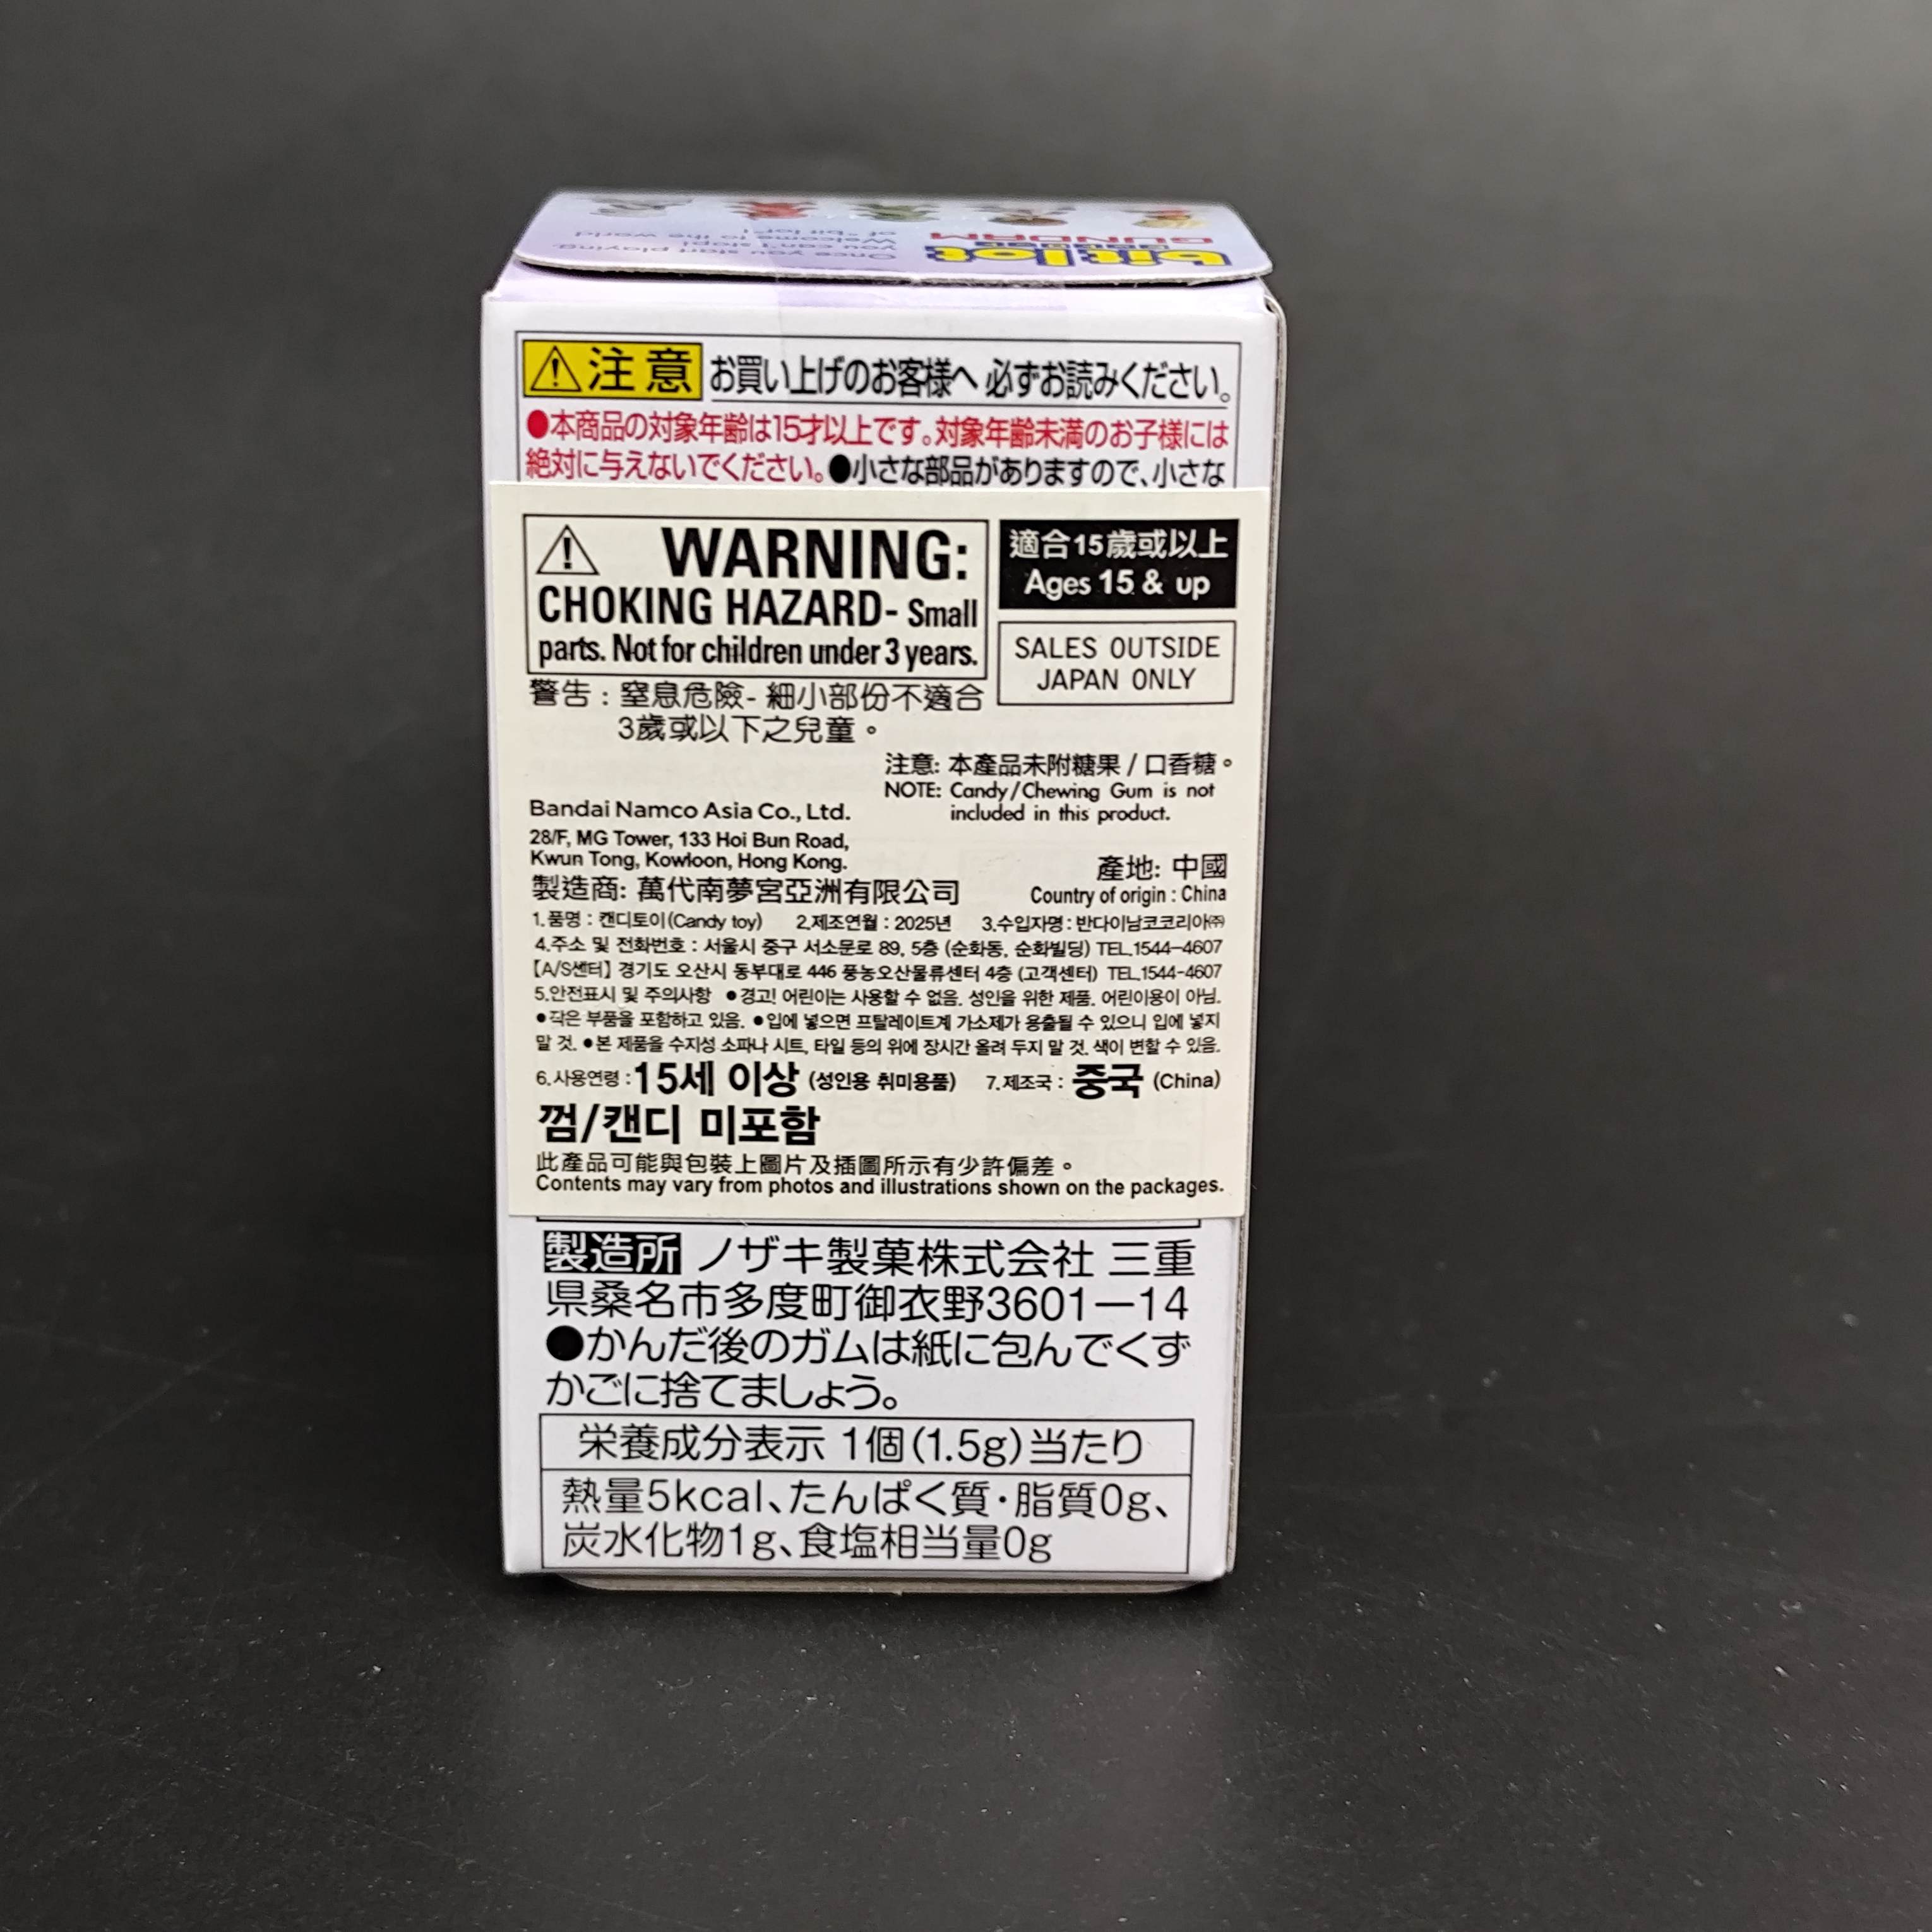 Once you start playing,
you can't stop!
Welcome to the world
of "bit lot"!
bit lot
GUNDAM
注意 お買い上げのお客様へ 必ずお読みください。
●本商品の対象年齢は15才以上です。対象年齢未満のお子様には
絶対に与えないでください。●小さな部品がありますので、小さな
WARNING:
CHOKING HAZARD- Small
parts. Not for children under 3 years.
適合15歲或以上
Ages 15 & up
SALES OUTSIDE
JAPAN ONLY
警告 : 窒息危險- 細小部份不適合
3歲或以下之兒童。
注意: 本產品未附糖果 / 口香糖。
NOTE: Candy/Chewing Gum is not
included in this product.
Bandai Namco Asia Co., Ltd.
28/F, MG Tower, 133 Hoi Bun Road,
Kwun Tong, Kowloon, Hong Kong.
製造商: 萬代南夢宮亞洲有限公司
產地: 中國
Country of origin : China
1.품명 : 캔디토이(Candy toy) 2.제조연월 : 2025년 3.수입자명 : 반다이남코코리아㈜
4.주소 및 전화번호 : 서울시 중구 서소문로 89, 5층 (순화동, 순화빌딩) TEL.1544-4607
【A/S센터】 경기도 오산시 동부대로 446 풍농오산물류센터 4층 (고객센터) TEL.1544-4607
5.안전표시 및 주의사항 ●경고! 어린이는 사용할 수 없음. 성인을 위한 제품. 어린이용이 아님.
●작은 부품을 포함하고 있음. ●입에 넣으면 프탈레이트계 가소제가 용출될 수 있으니 입에 넣지
말 것. ●본 제품을 수지성 소파나 시트, 타일 등의 위에 장시간 올려 두지 말 것. 색이 변할 수 있음.
6.사용연령 : 15세 이상 (성인용 취미용품) 7.제조국 : 중국 (China)
껌/캔디 미포함
此產品可能與包裝上圖片及插圖所示有少許偏差。
Contents may vary from photos and illustrations shown on the packages.
製造所 ノザキ製菓株式会社 三重
県桑名市多度町御衣野3601ー14
●かんだ後のガムは紙に包んでくず
かごに捨てましょう。
栄養成分表示 1個(1.5g)当たり
熱量5kcal、たんぱく質・脂質0g、
炭水化物1g、食塩相当量0g